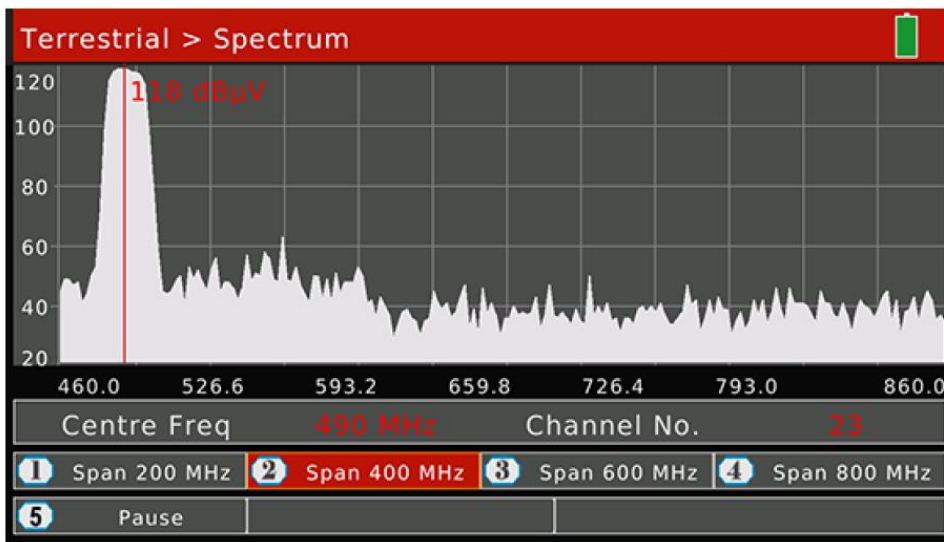 Terrestrial > Spectrum
120
118 dBµV
100
80
60
40
20
460.0 526.6 593.2 659.8 726.4 793.0 860.0
Centre Freq 490 MHz Channel No. 23
1 Span 200 MHz 2 Span 400 MHz 3 Span 600 MHz 4 Span 800 MHz
5 Pause